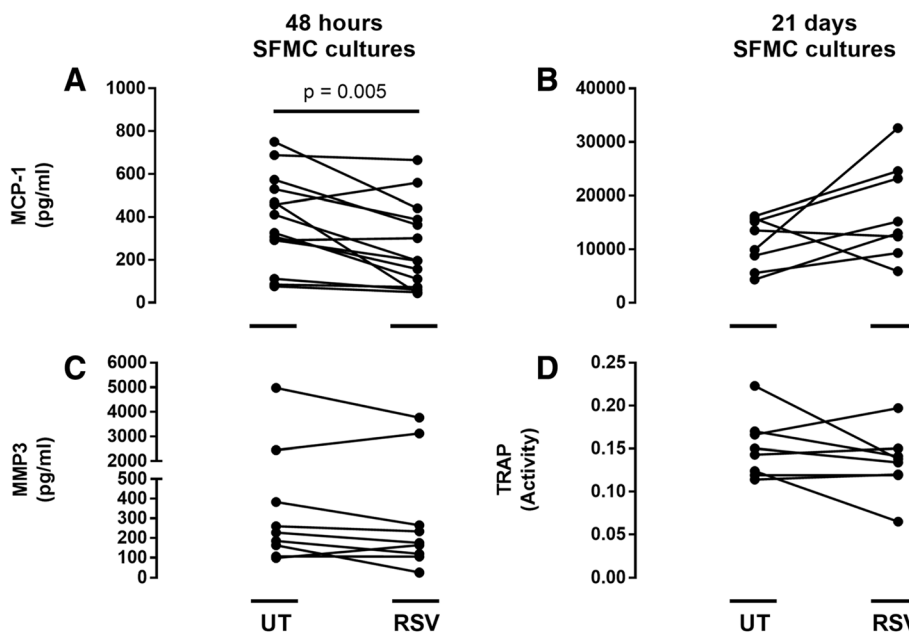 48 hours
SFMC cultures
21 days
SFMC cultures
A
p = 0.005
MCP-1
(pg/ml)
1000
800
600
400
200
0
B
40000
30000
20000
10000
0
C
MMP3
(pg/ml)
6000
5000
4000
3000
2000
500
400
300
200
100
0
UT
RSV
D
TRAP
(Activity)
0.25
0.20
0.15
0.10
0.05
0.00
UT
RSV